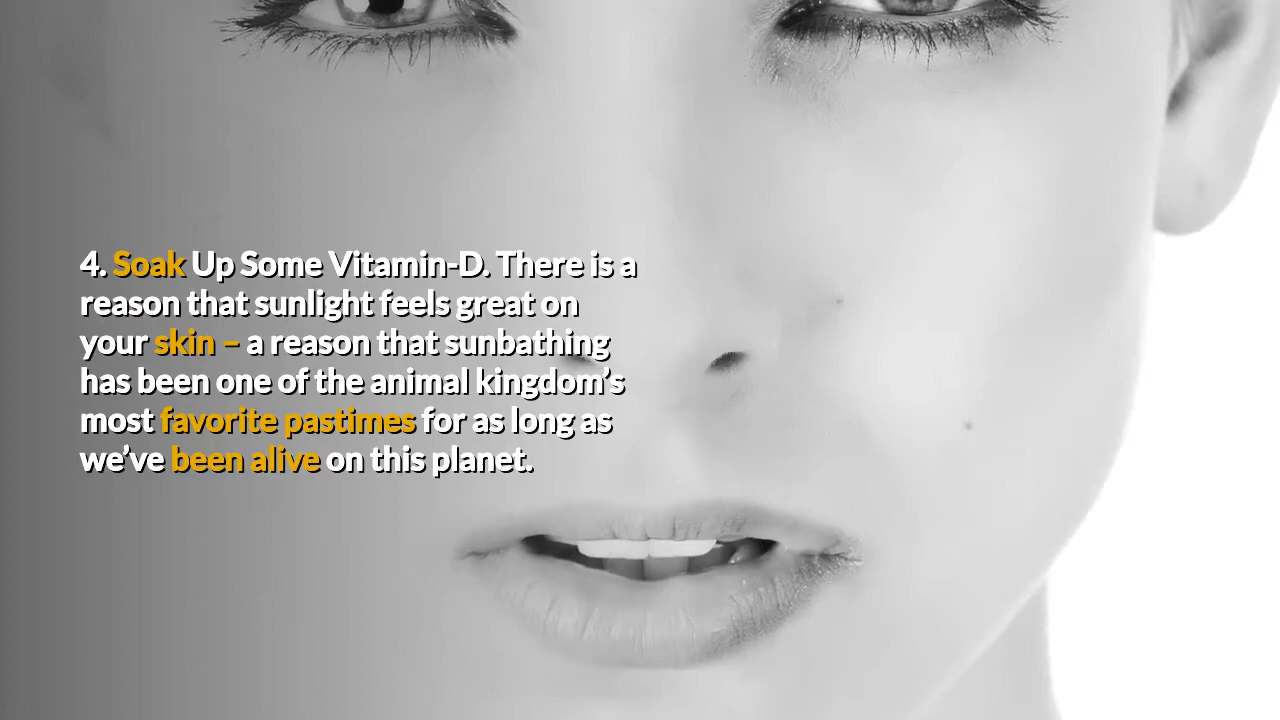 4. Soak Up Some Vitamin-D. There is a
reason that sunlight feels great on
your skin – a reason that sunbathing
has been one of the animal kingdom’s
most favorite pastimes for as long as
we’ve been alive on this planet.